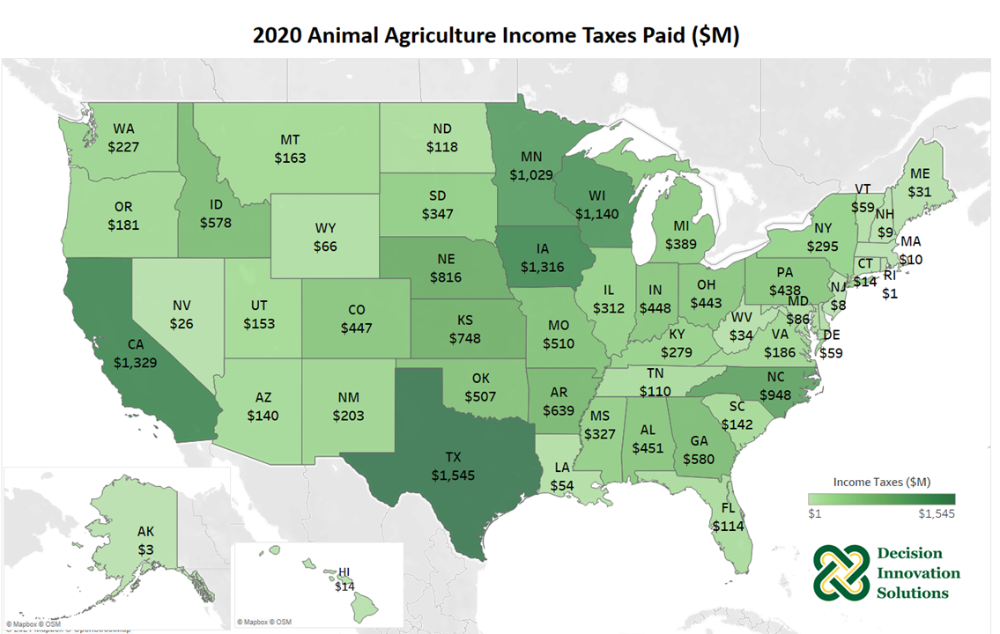 2020 Animal Agriculture Income Taxes Paid ($M)
WA
$227
MT
$163
ND
$118
MN
$1,029
ME
$31
OR
$181
ID
$578
SD
$347
WI
$1,140
VT
$59
NH
$9
WY
$66
MI
$389
NY
$295
MA
$10
NE
$816
IA
$1,316
CT
$14
RI
$1
PA
$438
NJ
$8
NV
$26
UT
$153
CO
$447
IL
$312
IN
$448
OH
$443
MD
$86
WV
$34
DE
$59
CA
$1,329
KS
$748
MO
$510
KY
$279
VA
$186
AZ
$140
NM
$203
OK
$507
AR
$639
TN
$110
NC
$948
MS
$327
AL
$451
GA
$580
SC
$142
TX
$1,545
LA
$54
FL
$114
AK
$3
HI
$14
Income Taxes ($M)
$1
$1,545
Decision
Innovation
Solutions
© Mapbox © OSM
© Mapbox © OSM